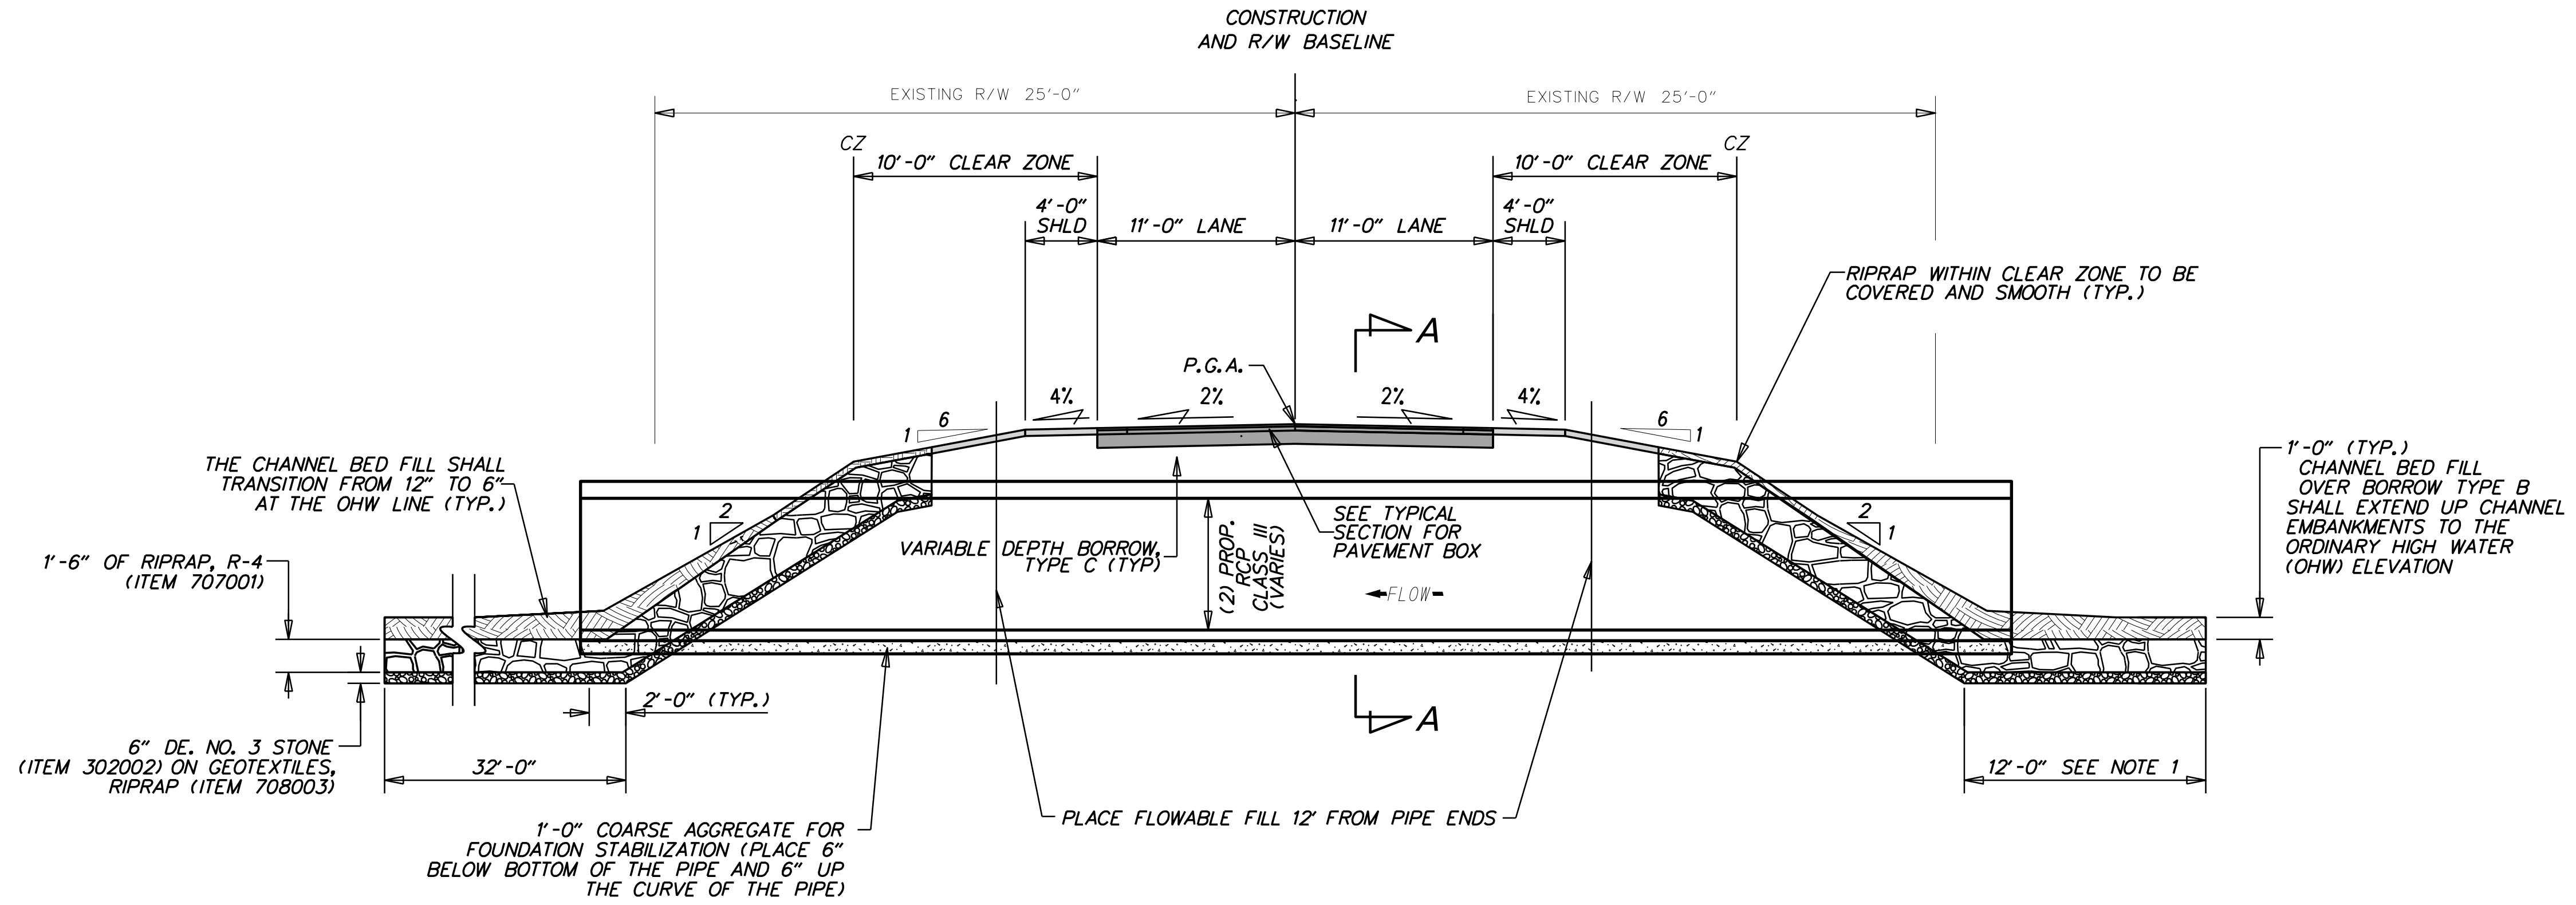 CONSTRUCTION
AND R/W BASELINE
EXISTING R/W 25'-0"
EXISTING R/W 25'-0"
CZ
CZ
10'-0" CLEAR ZONE
10'-0" CLEAR ZONE
4'-0"
SHLD
11'-0" LANE
11'-0" LANE
4'-0"
SHLD
RIPRAP WITHIN CLEAR ZONE TO BE
COVERED AND SMOOTH (TYP.)
A
P.G.A.
4%
2%
2%
4%
6
1
6
1
THE CHANNEL BED FILL SHALL
TRANSITION FROM 12" TO 6"
AT THE OHW LINE (TYP.)
1'-0" (TYP.)
CHANNEL BED FILL
OVER BORROW TYPE B
SHALL EXTEND UP CHANNEL
EMBANKMENTS TO THE
ORDINARY HIGH WATER
(OHW) ELEVATION
2
1
2
1
VARIABLE DEPTH BORROW,
TYPE C (TYP)
(2) PROP.
RCP
CLASS III
(VARIES)
SEE TYPICAL
SECTION FOR
PAVEMENT BOX
FLOW
1'-6" OF RIPRAP, R-4
(ITEM 707001)
2'-0" (TYP.)
A
6" DE. NO. 3 STONE
(ITEM 302002) ON GEOTEXTILES,
RIPRAP (ITEM 708003)
32'-0"
12'-0" SEE NOTE 1
PLACE FLOWABLE FILL 12' FROM PIPE ENDS
1'-0" COARSE AGGREGATE FOR
FOUNDATION STABILIZATION (PLACE 6"
BELOW BOTTOM OF THE PIPE AND 6" UP
THE CURVE OF THE PIPE)